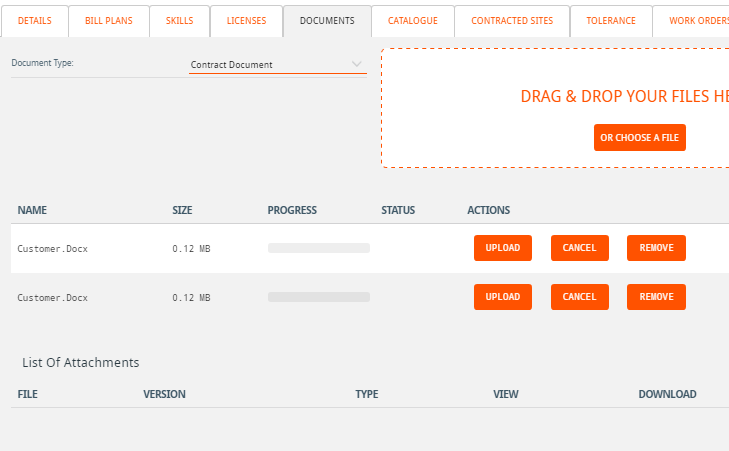 DETAILS BILL PLANS SKILLS LICENSES DOCUMENTS CATALOGUE CONTRACTED SITES TOLERANCE WORK ORDERS
Document Type: Contract Document
DRAG & DROP YOUR FILES HE
OR CHOOSE A FILE
NAME SIZE PROGRESS STATUS ACTIONS
Customer.Docx 0.12 MB UPLOAD CANCEL REMOVE
Customer.Docx 0.12 MB UPLOAD CANCEL REMOVE
List Of Attachments
FILE VERSION TYPE VIEW DOWNLOAD